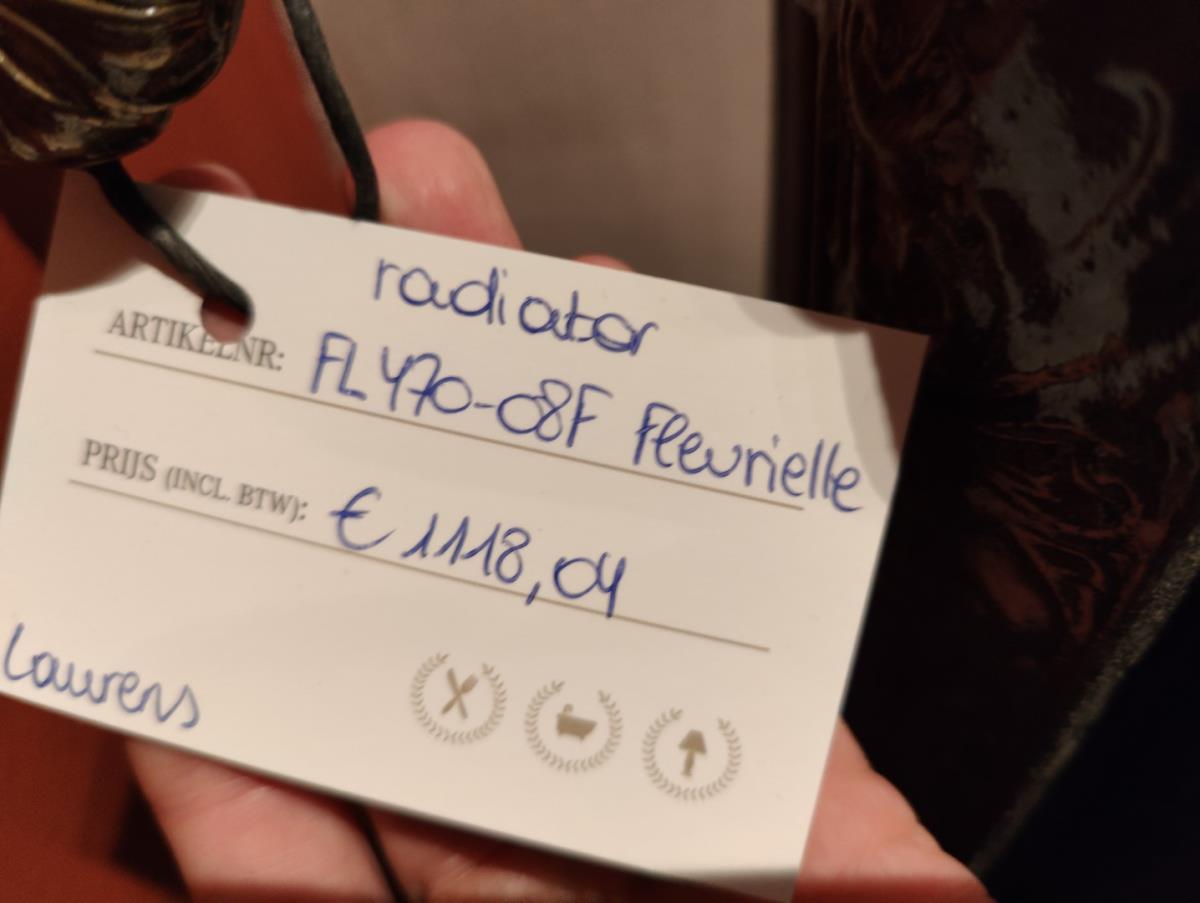 radiator
ARTIKELNR: FL470-08F Fleurielle
PRIJS (INCL. BTW): € 1118,04
Laurens